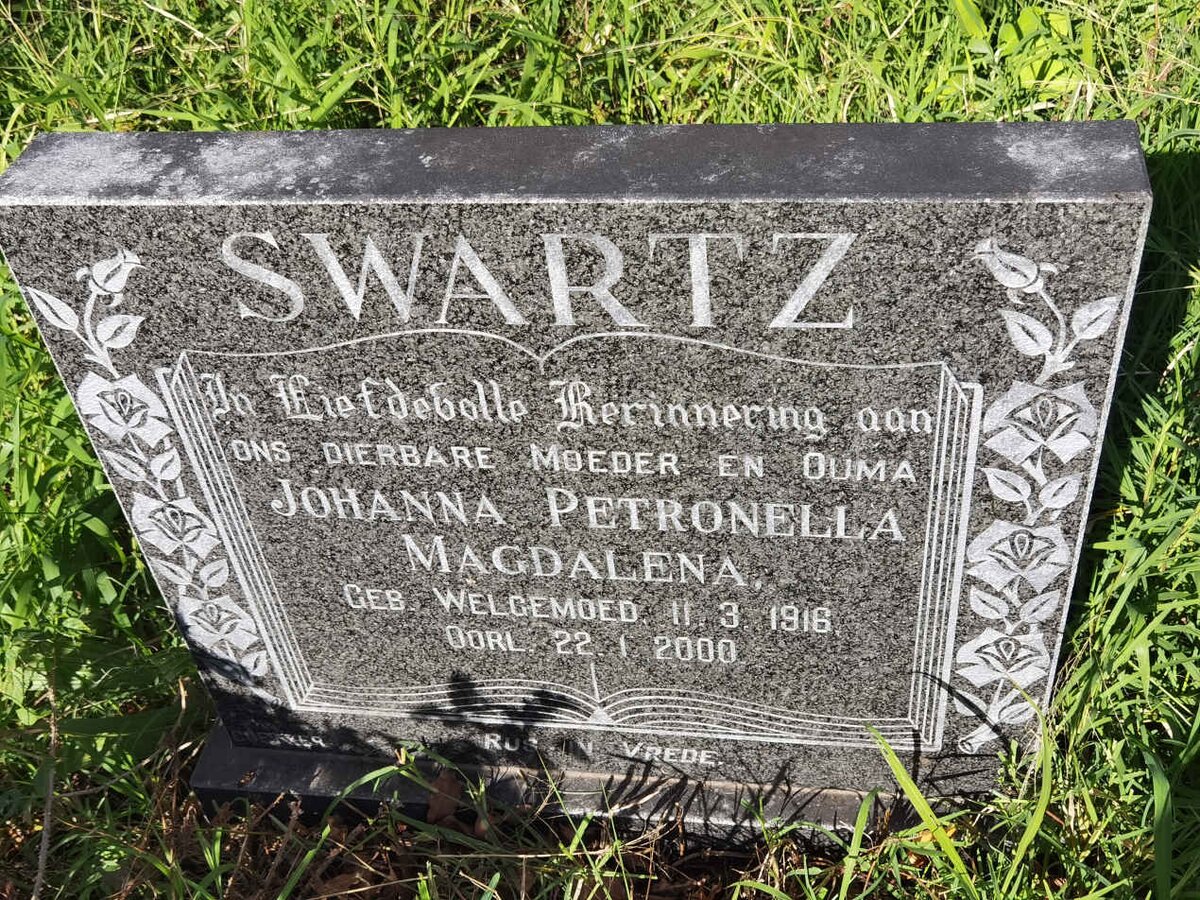 SWARTZ
In Liefdevolle Herinnering aan
ONS DIERBARE MOEDER EN OUMA
JOHANNA PETRONELLA
MAGDALENA,
GEB. WELGEMOED. 11. 3. 1916.
OORL. 22. 1. 2000.
RUS IN VREDE.